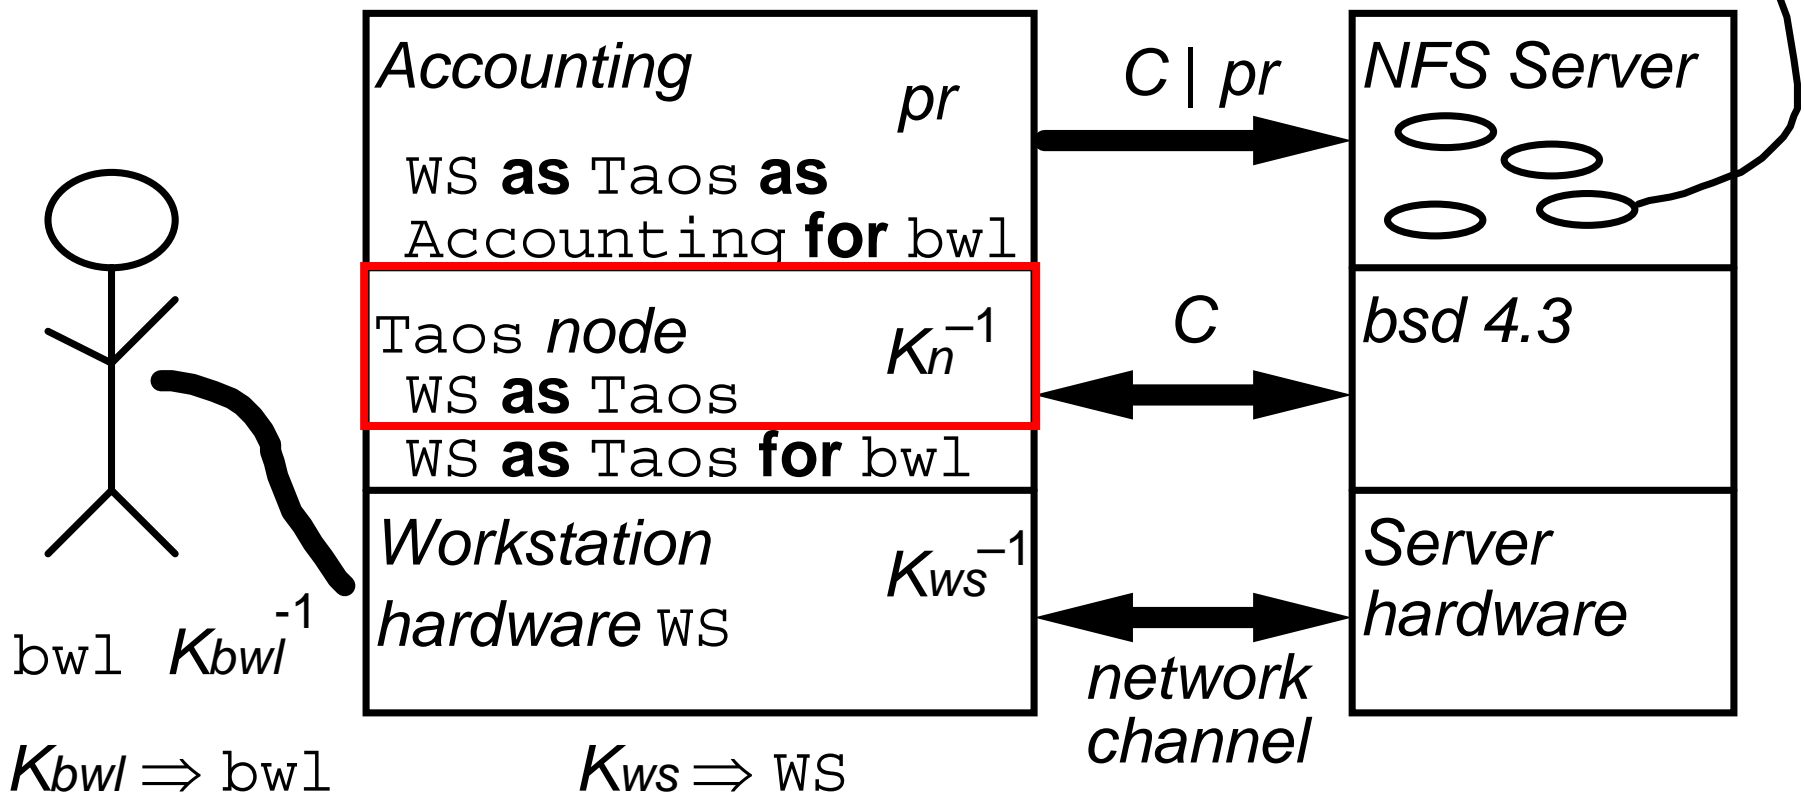 Accounting
pr
WS as Taos as
Accounting for bwl
Taos node
Kn⁻¹
WS as Taos
WS as Taos for bwl
Workstation
hardware WS
Kws⁻¹
C | pr
C
network
channel
NFS Server
bsd 4.3
Server
hardware
bwl Kbwl⁻¹
Kbwl ⇒ bwl
Kws ⇒ WS